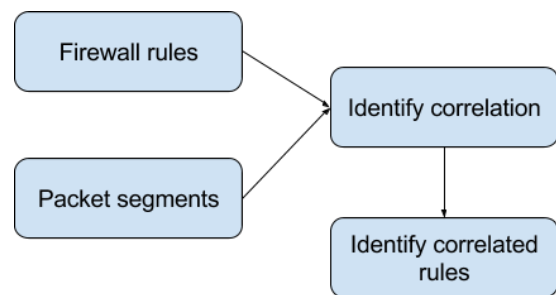 Firewall rules
Identify correlation
Packet segments
Identify correlated
rules